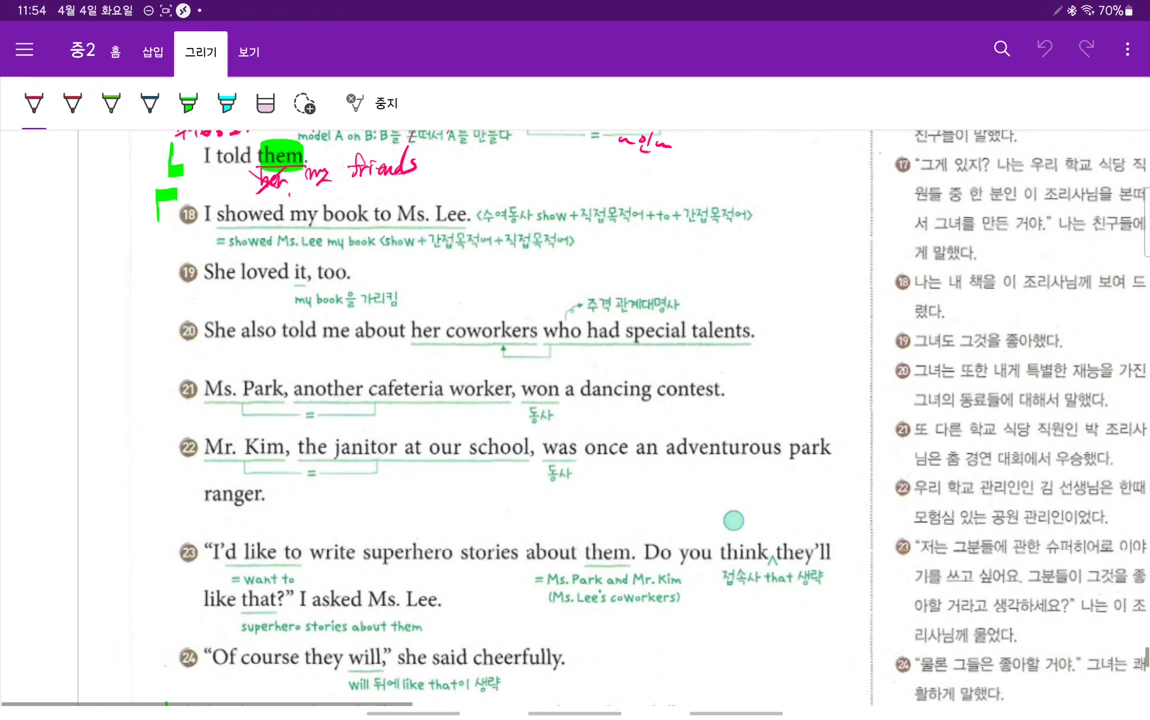 11:54 4월 4일 화요일
70%
중2 홈 삽입 그리기 보기
중지
model A on B: B를 본떠서 A를 만들다
=
I told them.
her. my friends
⑱ I showed my book to Ms. Lee. <수여동사 show+직접목적어+to+간접목적어>
= showed Ms. Lee my book <show+간접목적어+직접목적어>
⑲ She loved it, too.
my book을 가리킴
주격 관계대명사
⑳ She also told me about her coworkers who had special talents.
㉑ Ms. Park, another cafeteria worker, won a dancing contest.
=
동사
㉒ Mr. Kim, the janitor at our school, was once an adventurous park
=
동사
ranger.
㉓ “I’d like to write superhero stories about them. Do you think they’ll
= want to
= Ms. Park and Mr. Kim
접속사 that 생략
(Ms. Lee’s coworkers)
like that?” I asked Ms. Lee.
superhero stories about them
㉔ “Of course they will,” she said cheerfully.
will 뒤에 like that이 생략
친구들이 말했다.
⑰ “그게 있지? 나는 우리 학교 식당 직
원들 중 한 분인 이 조리사님을 본떠
서 그녀를 만든 거야.” 나는 친구들에
게 말했다.
⑱ 나는 내 책을 이 조리사님께 보여 드
렸다.
⑲ 그녀도 그것을 좋아했다.
⑳ 그녀는 또한 내게 특별한 재능을 가진
그녀의 동료들에 대해서 말했다.
㉑ 또 다른 학교 식당 직원인 박 조리사
님은 춤 경연 대회에서 우승했다.
㉒ 우리 학교 관리인인 김 선생님은 한때
모험심 있는 공원 관리인이었다.
㉓ “저는 그분들에 관한 슈퍼히어로 이야
기를 쓰고 싶어요. 그분들이 그것을 좋
아할 거라고 생각하세요?” 나는 이 조
리사님께 물었다.
㉔ “물론 그들은 좋아할 거야.” 그녀는 쾌
활하게 말했다.